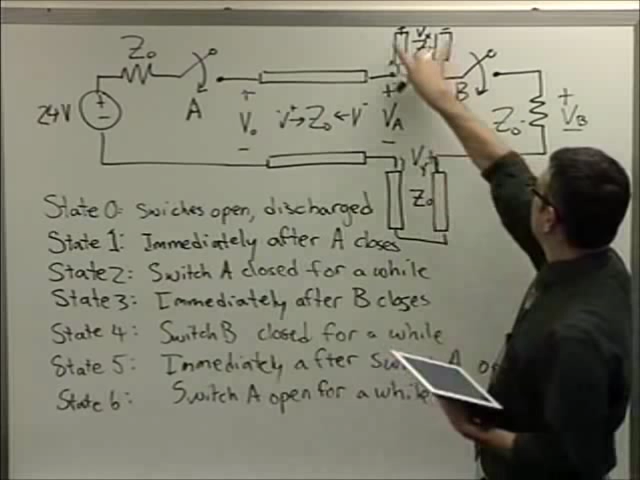 Z₀
24V
+
−
A
+
V₀
−
V⁺→ Z₀ ← V⁻
+
V_A
−
B
Z₀
+
V_B
−
Z₀
State 0: Swiches open, discharged
State 1: Immediately after A closes
State 2: Switch A closed for a while
State 3: Immediately after B closes
State 4: Switch B closed for a while
State 5: Immediately after Switch A
State 6: Switch A open for a while